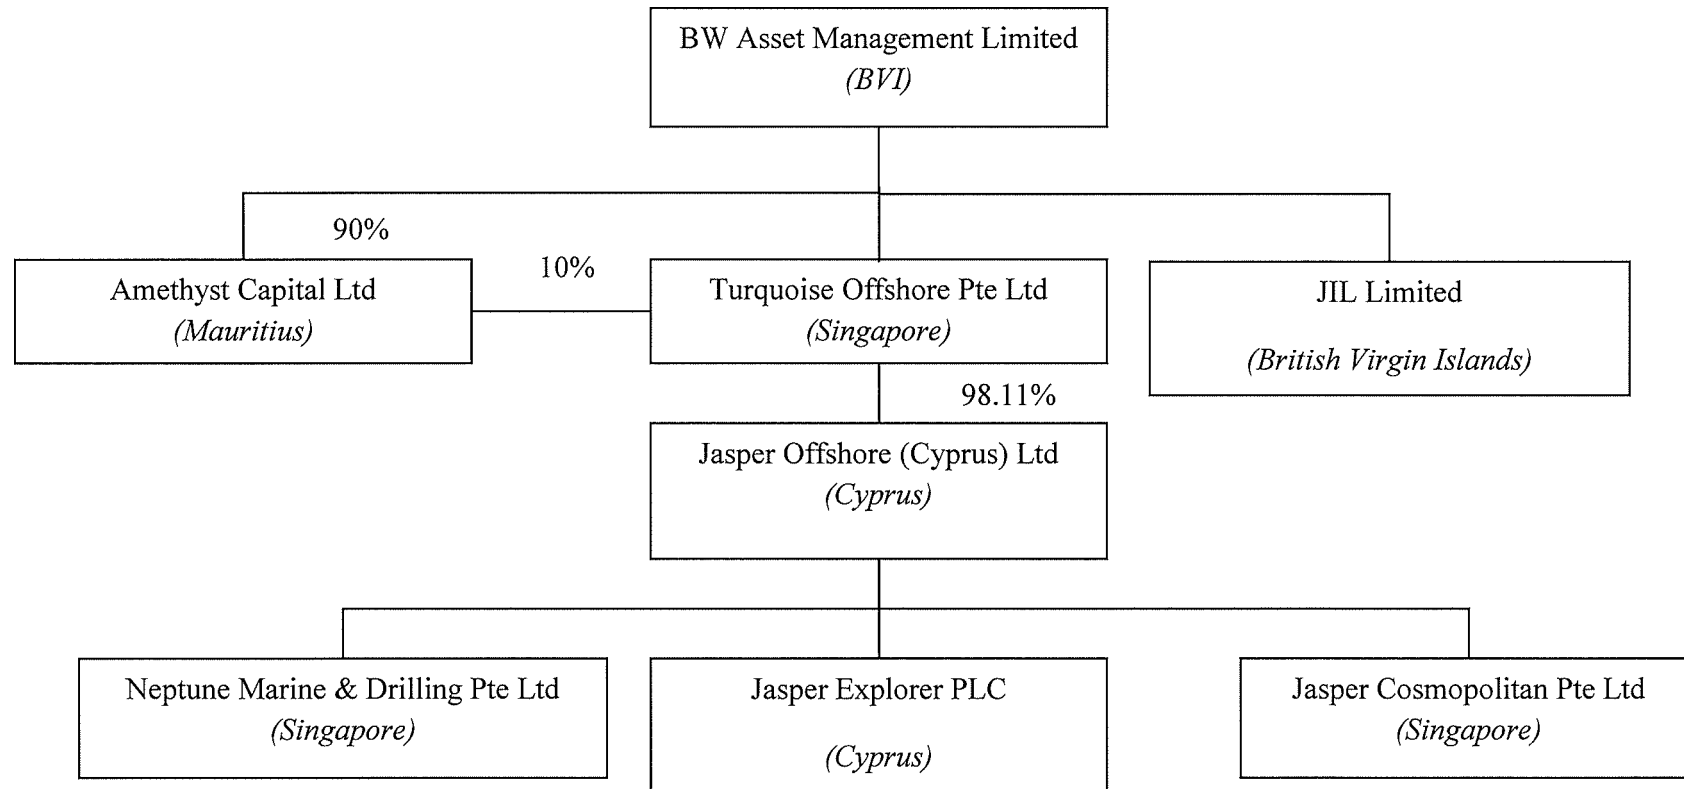 BW Asset Management Limited
(BVI)
90%
10%
Amethyst Capital Ltd
(Mauritius)
Turquoise Offshore Pte Ltd
(Singapore)
JIL Limited
(British Virgin Islands)
98.11%
Jasper Offshore (Cyprus) Ltd
(Cyprus)
Neptune Marine & Drilling Pte Ltd
(Singapore)
Jasper Explorer PLC
(Cyprus)
Jasper Cosmopolitan Pte Ltd
(Singapore)